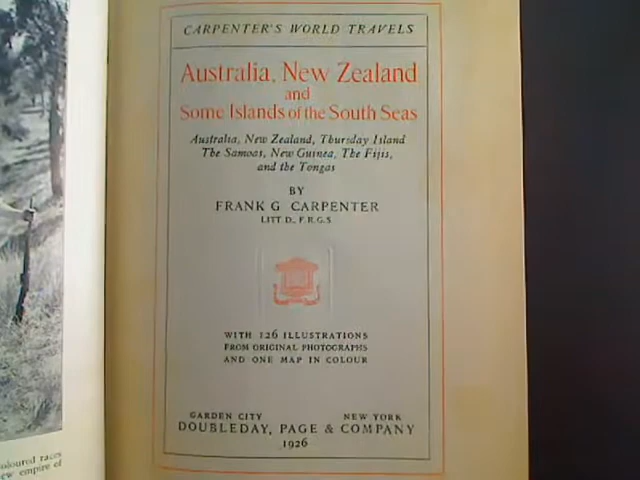 CARPENTER'S WORLD TRAVELS
Australia, New Zealand
and
Some Islands of the South Seas
Australia, New Zealand, Thursday Island
The Samoas, New Guinea, The Fijis,
and the Tongas
BY
FRANK G. CARPENTER
LITT.D., F.R.G.S.
WITH 126 ILLUSTRATIONS
FROM ORIGINAL PHOTOGRAPHS
AND ONE MAP IN COLOUR
GARDEN CITY NEW YORK
DOUBLEDAY, PAGE & COMPANY
1926
oloured races
ew empire of